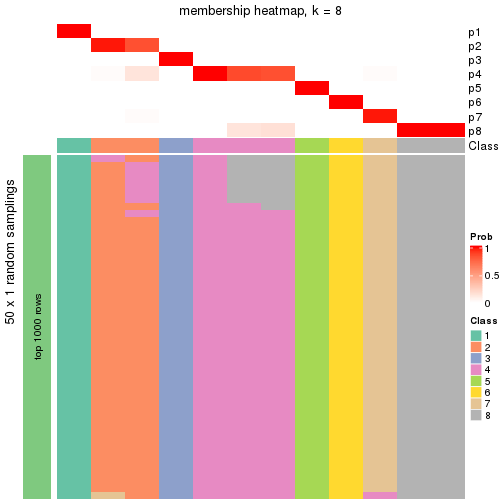 membership heatmap, k = 8
p1
p2
p3
p4
p5
p6
p7
p8
Class
50 x 1 random samplings
top 1000 rows
Prob
1
0.5
0
Class
1
2
3
4
5
6
7
8